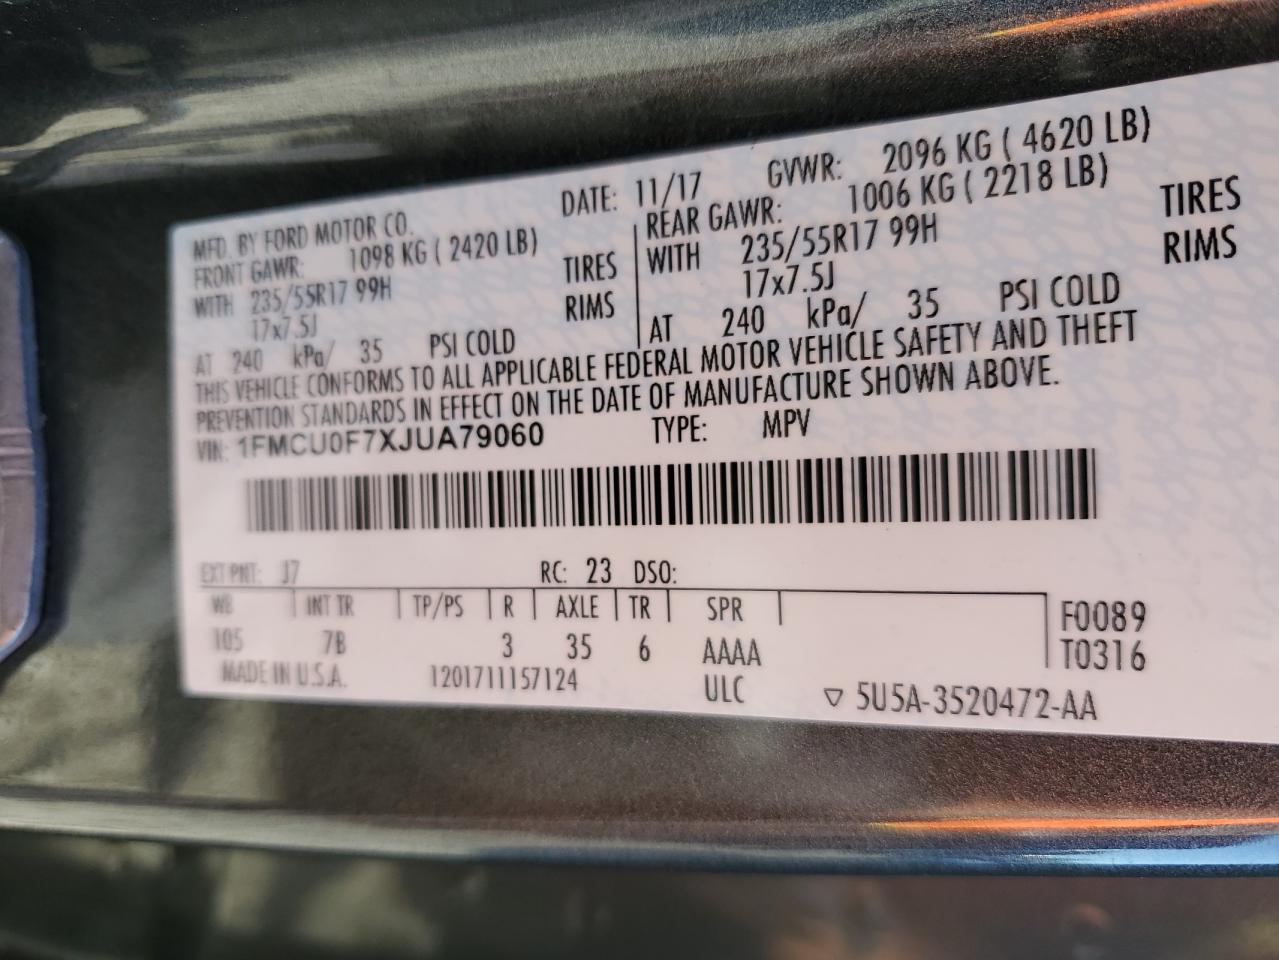 MFD. BY FORD MOTOR CO. DATE: 11/17 GVWR: 2096 KG ( 4620 LB)
FRONT GAWR: 1098 KG ( 2420 LB) REAR GAWR: 1006 KG ( 2218 LB)
WITH 235/55R17 99H TIRES WITH 235/55R17 99H TIRES
17x7.5J RIMS 17x7.5J RIMS
AT 240 kPa/ 35 PSI COLD AT 240 kPa/ 35 PSI COLD
THIS VEHICLE CONFORMS TO ALL APPLICABLE FEDERAL MOTOR VEHICLE SAFETY AND THEFT
PREVENTION STANDARDS IN EFFECT ON THE DATE OF MANUFACTURE SHOWN ABOVE.
VIN: 1FMCU0F7XJUA79060 TYPE: MPV
EXT PNT: J7 RC: 23 DSO:
WB INT TR TP/PS R AXLE TR SPR F0089
105 7B 3 35 6 AAAA T0316
MADE IN U.S.A. 1201711157124 ULC ▽ 5U5A-3520472-AA